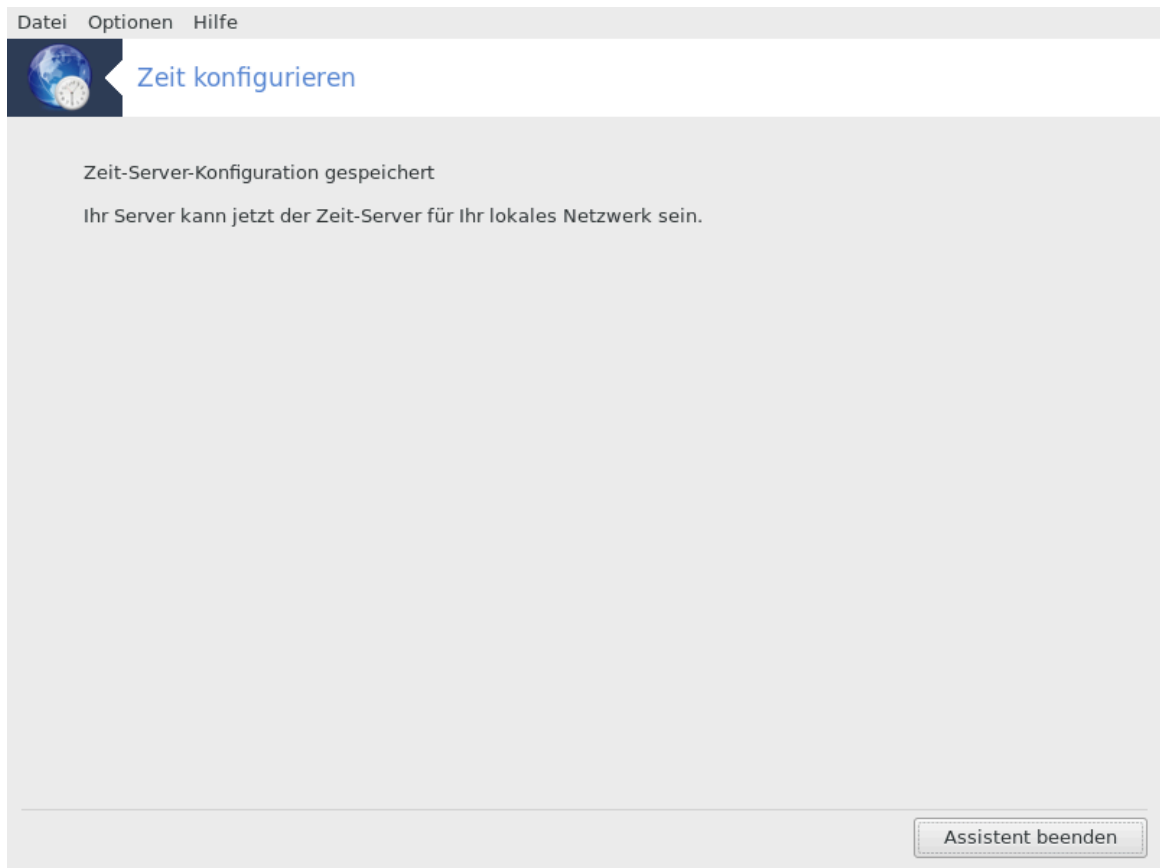 Datei Optionen Hilfe
Zeit konfigurieren
Zeit-Server-Konfiguration gespeichert
Ihr Server kann jetzt der Zeit-Server für Ihr lokales Netzwerk sein.
Assistent beenden